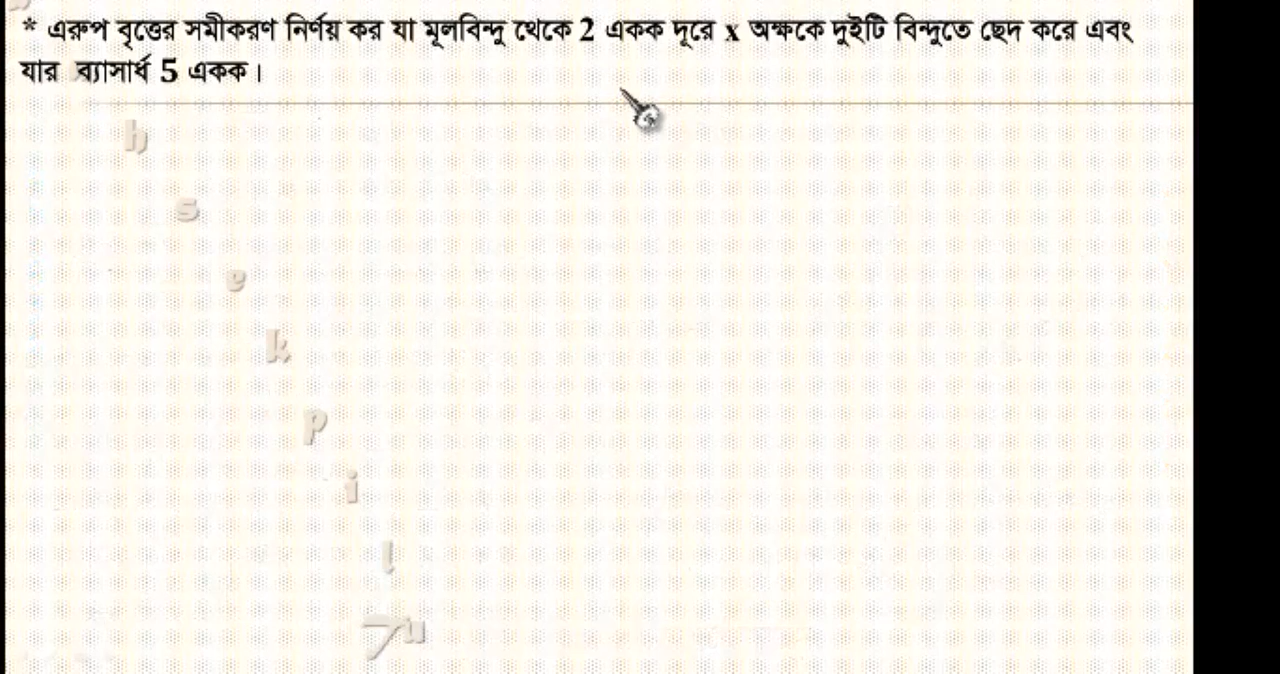 * এরুপ বৃত্তের সমীকরণ নির্ণয় কর যা মূলবিন্দু থেকে 2 একক দূরে x অক্ষকে দুইটি বিন্দুতে ছেদ করে এবং
যার ব্যাসার্ধ 5 একক।
h
s
e
k
p
i
l
u